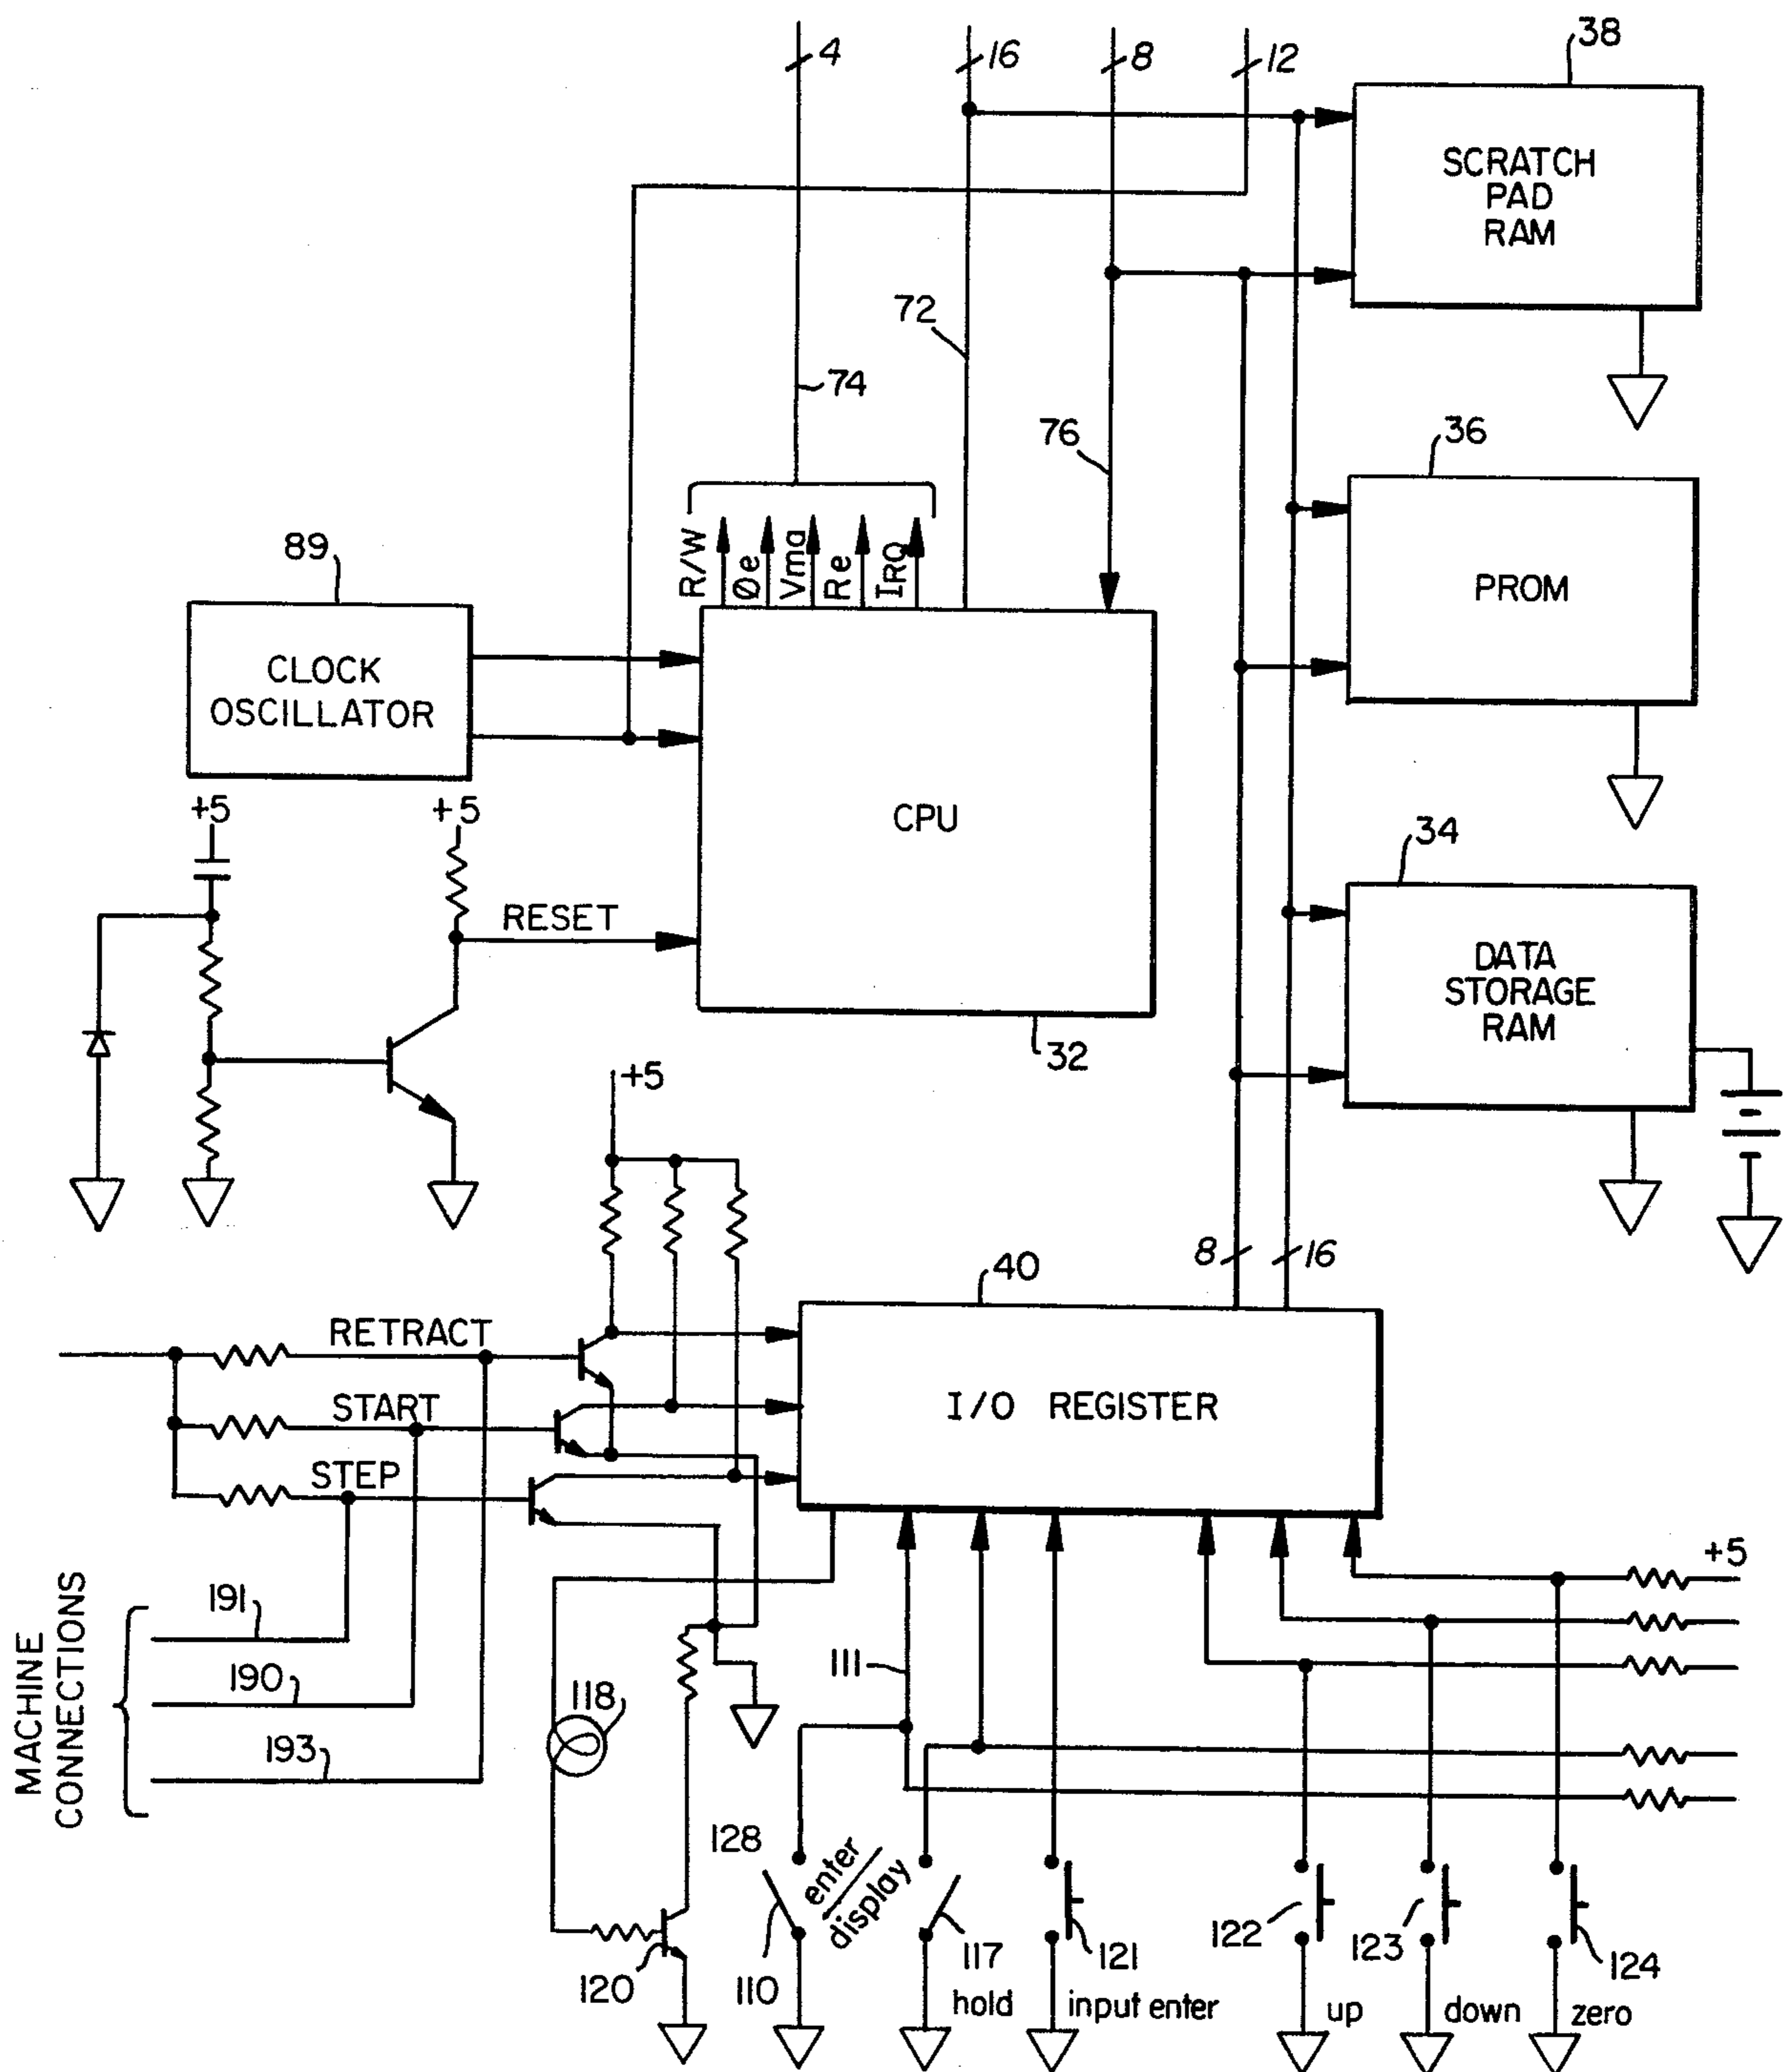 4
16
8
12
38
SCRATCH
PAD
RAM
72
74
76
36
PROM
R/W
Øe
Vma
Re
IRQ
89
CLOCK
OSCILLATOR
+5
+5
RESET
CPU
32
34
DATA
STORAGE
RAM
+5
8
16
40
RETRACT
START
STEP
I/O REGISTER
+5
MACHINE
CONNECTIONS
191
190
193
111
118
128
enter
display
110
120
117
hold
121
input enter
122
up
123
down
124
zero